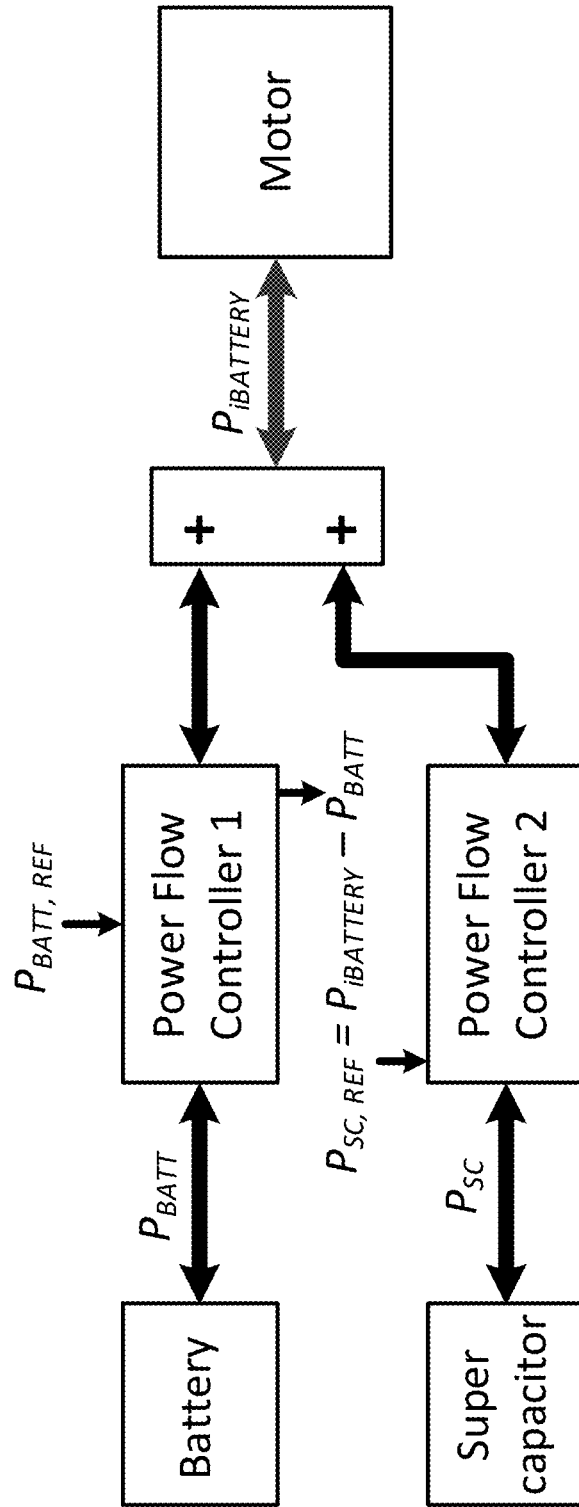 P_BATT, REF
Battery
P_BATT
Power Flow
Controller 1
+
+
P_iBATTERY
Motor
P_SC, REF = P_iBATTERY − P_BATT
Super
capacitor
P_SC
Power Flow
Controller 2